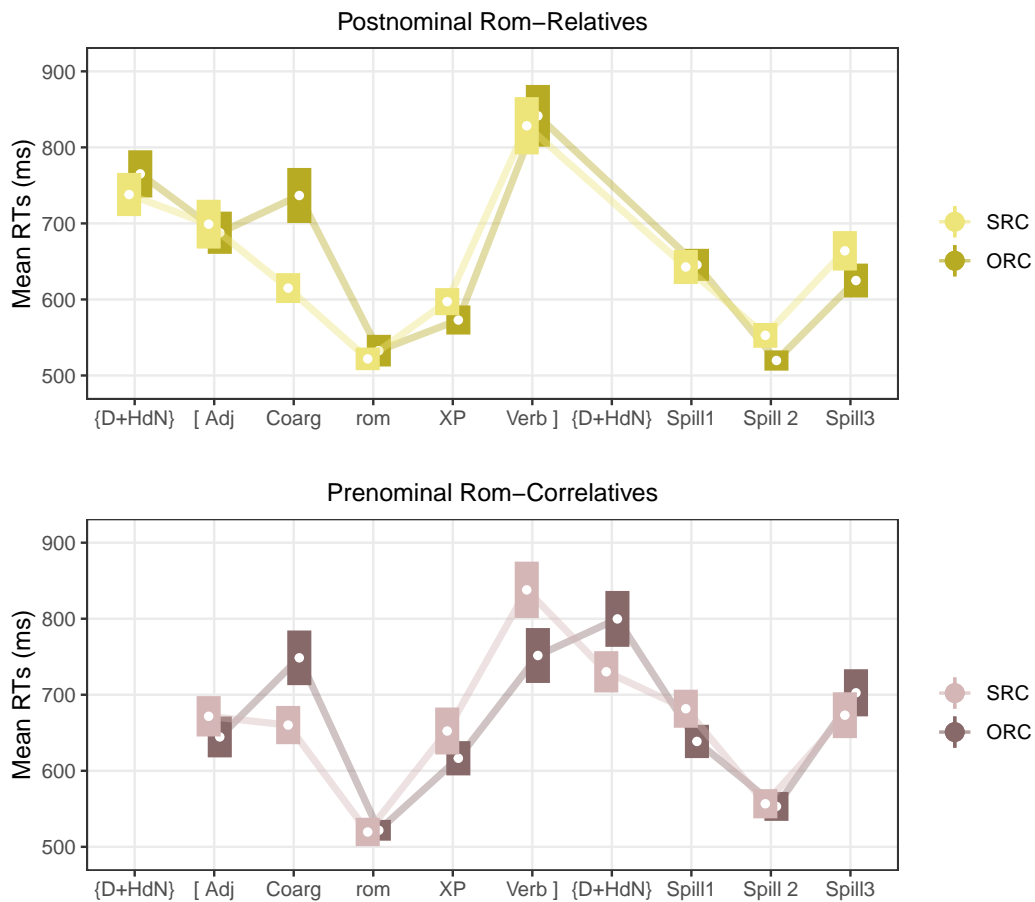 Postnominal Rom−Relatives
Mean RTs (ms)
900
800
700
600
500
{D+HdN} [ Adj Coarg rom XP Verb ] {D+HdN} Spill1 Spill 2 Spill3
SRC
ORC
Prenominal Rom−Correlatives
Mean RTs (ms)
900
800
700
600
500
{D+HdN} [ Adj Coarg rom XP Verb ] {D+HdN} Spill1 Spill 2 Spill3
SRC
ORC